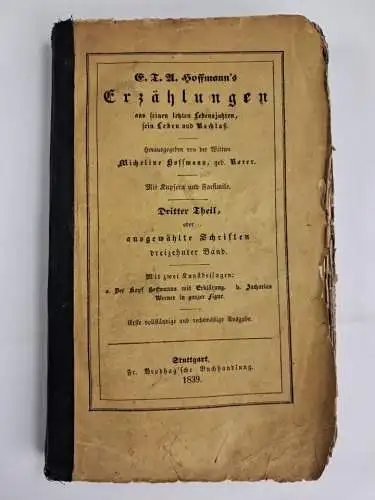 E. T. A. Hoffmann's
Erzählungen
aus seinen letzten Lebensjahren,
sein Leben und Nachlaß.
Herausgegeben von der Wittwe
Micheline Hoffmann, geb. Rorer.
Mit Kupfern und Facsimile.
Dritter Theil,
oder
ausgewählte Schriften
dreizehnter Band.
Mit zwei Kunstbeilagen:
a. Der Kopf Hoffmanns mit Erklärung. b. Zacharias
Werner in ganzer Figur.
Erste vollständige und rechtmäßige Ausgabe.
Stuttgart.
Fr. Brodhag'sche Buchhandlung.
1839.